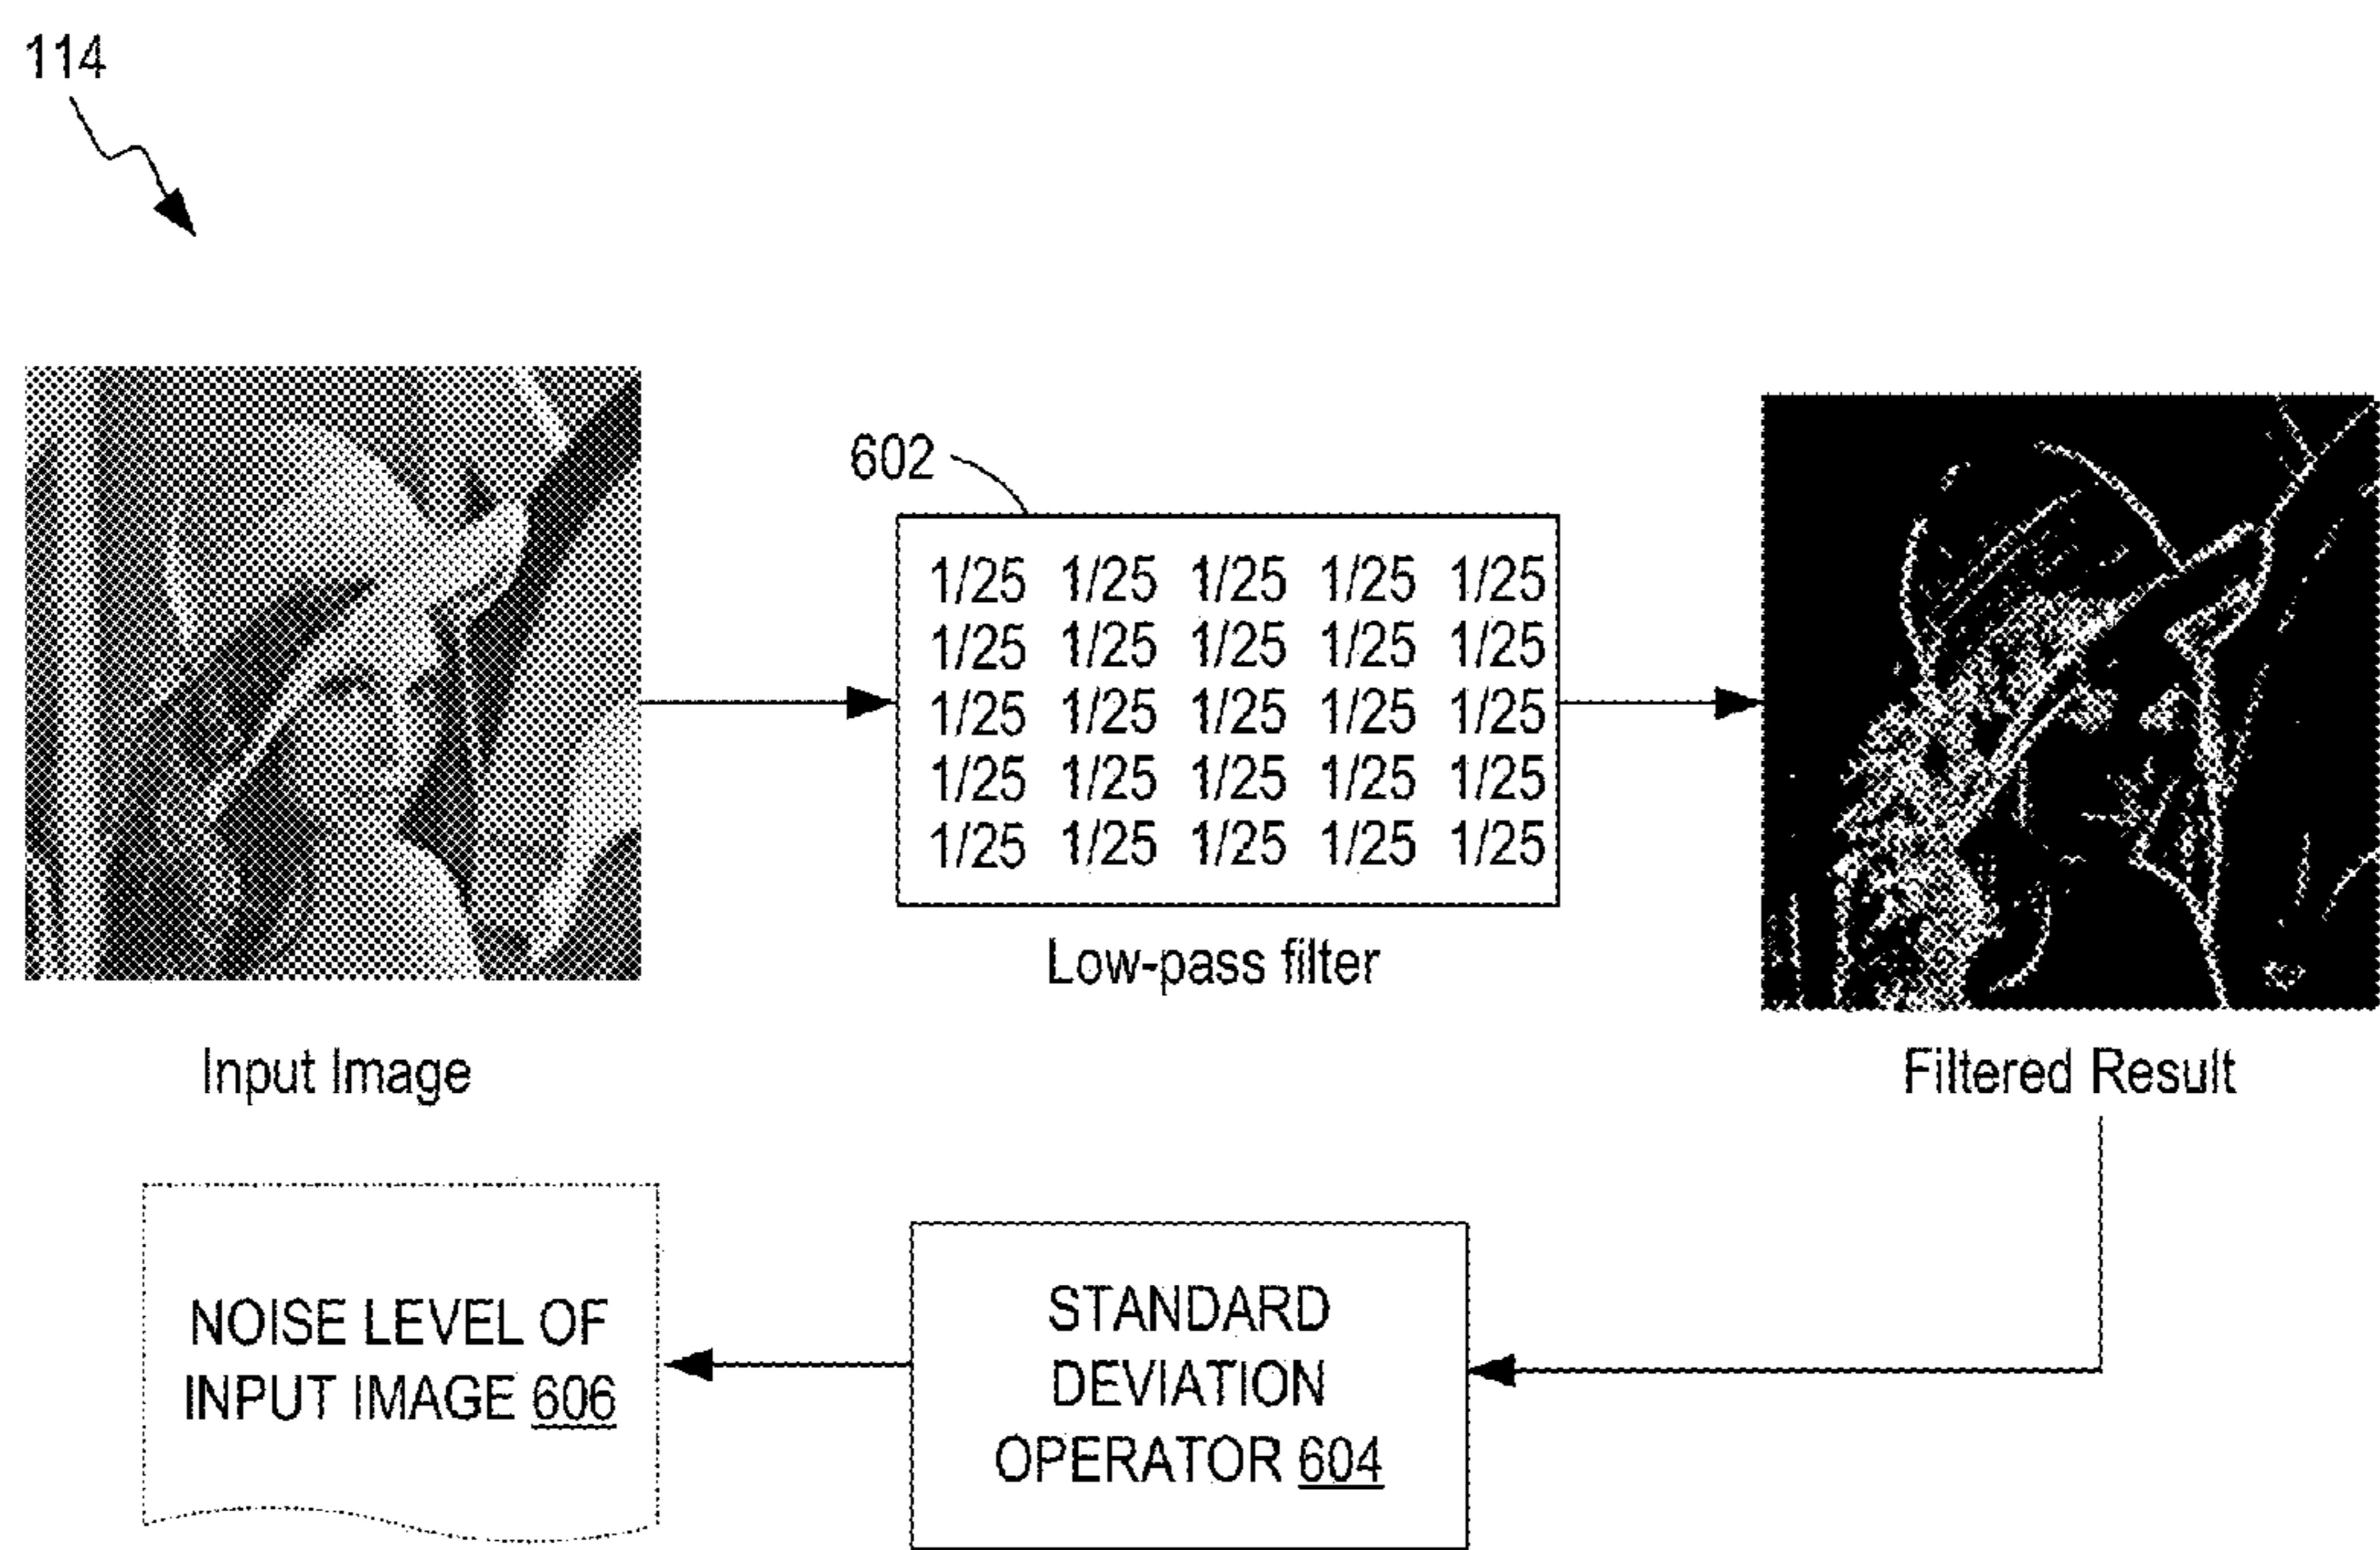 114
602
1/25 1/25 1/25 1/25 1/25
1/25 1/25 1/25 1/25 1/25
1/25 1/25 1/25 1/25 1/25
1/25 1/25 1/25 1/25 1/25
1/25 1/25 1/25 1/25 1/25
Low-pass filter
Input Image
Filtered Result
NOISE LEVEL OF
INPUT IMAGE 606
STANDARD
DEVIATION
OPERATOR 604